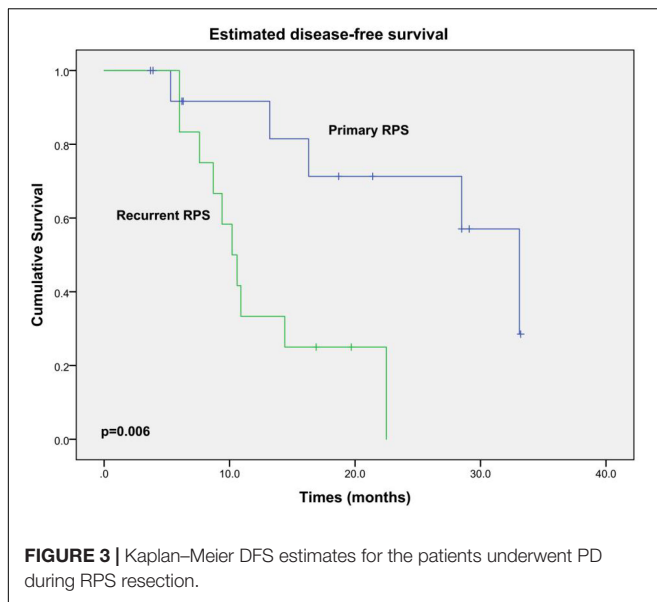 Estimated disease-free survival
1.0
0.8
0.6
0.4
0.2
0.0
Cumulative Survival
Primary RPS
Recurrent RPS
p=0.006
.0 10.0 20.0 30.0 40.0
Times (months)
FIGURE 3 | Kaplan–Meier DFS estimates for the patients underwent PD
during RPS resection.